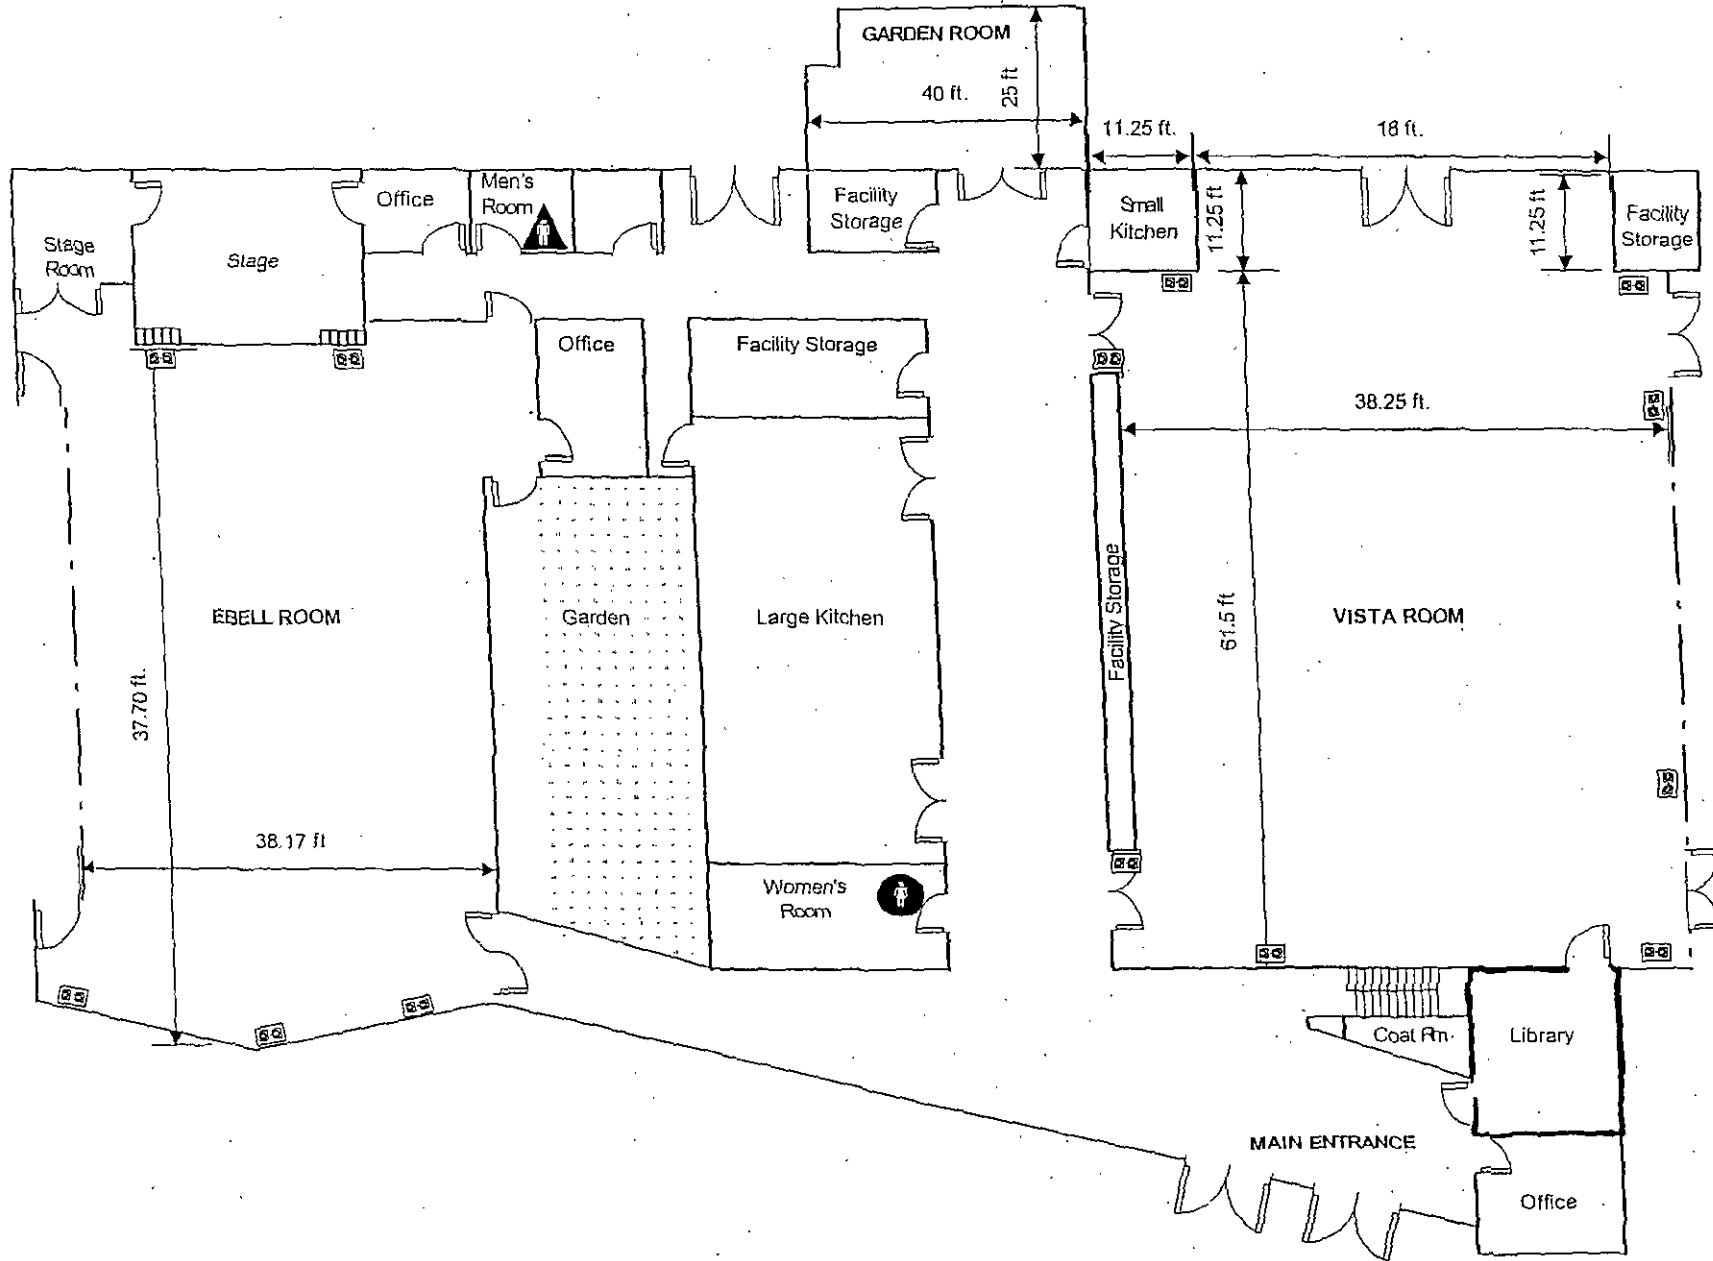 GARDEN ROOM
40 ft.
25 ft
11.25 ft.
18 ft.
Office
Men's
Room
Facility
Storage
Small
Kitchen
11.25 ft
11.25 ft
Facility
Storage
Stage
Room
Stage
Office
Facility Storage
38.25 ft.
EBELL ROOM
Garden
Large Kitchen
Facility Storage
61.5 ft
VISTA ROOM
37.70 ft.
38.17 ft
Women's
Room
Coat Rm.
Library
MAIN ENTRANCE
Office